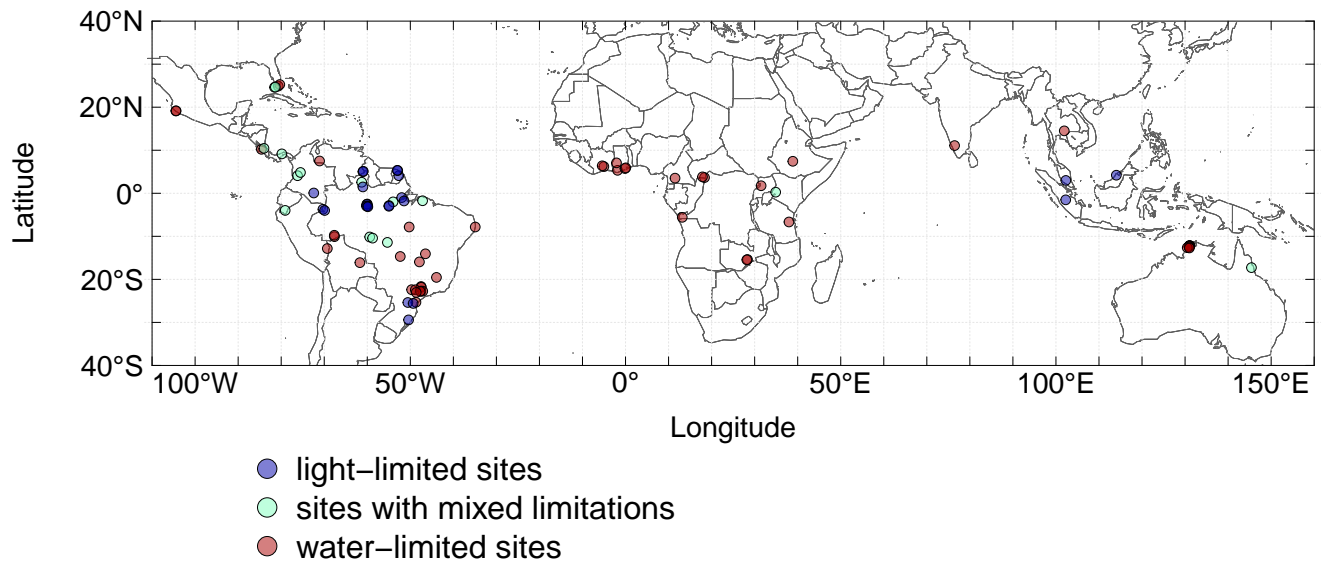 40°N
20°N
0°
20°S
40°S
Latitude
100°W 50°W 0° 50°E 100°E 150°E
Longitude
light−limited sites
sites with mixed limitations
water−limited sites